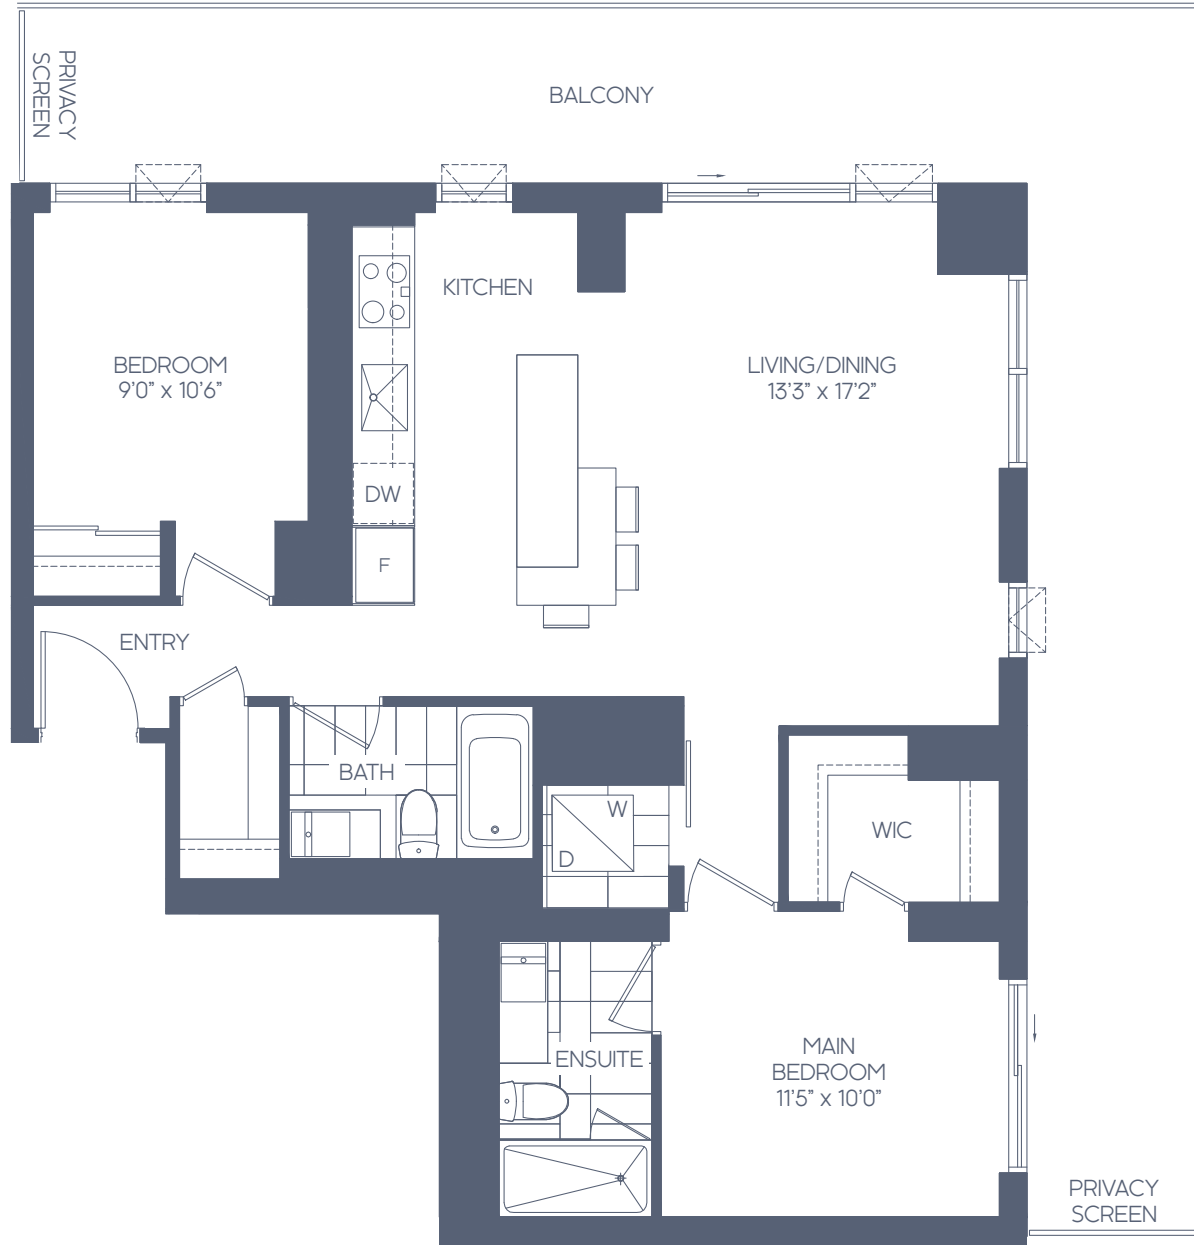 PRIVACY
SCREEN
BALCONY
KITCHEN
BEDROOM
9'0" x 10'6"
LIVING/DINING
13'3" x 17'2"
DW
F
ENTRY
BATH
W
D
WIC
ENSUITE
MAIN
BEDROOM
11'5" x 10'0"
PRIVACY
SCREEN